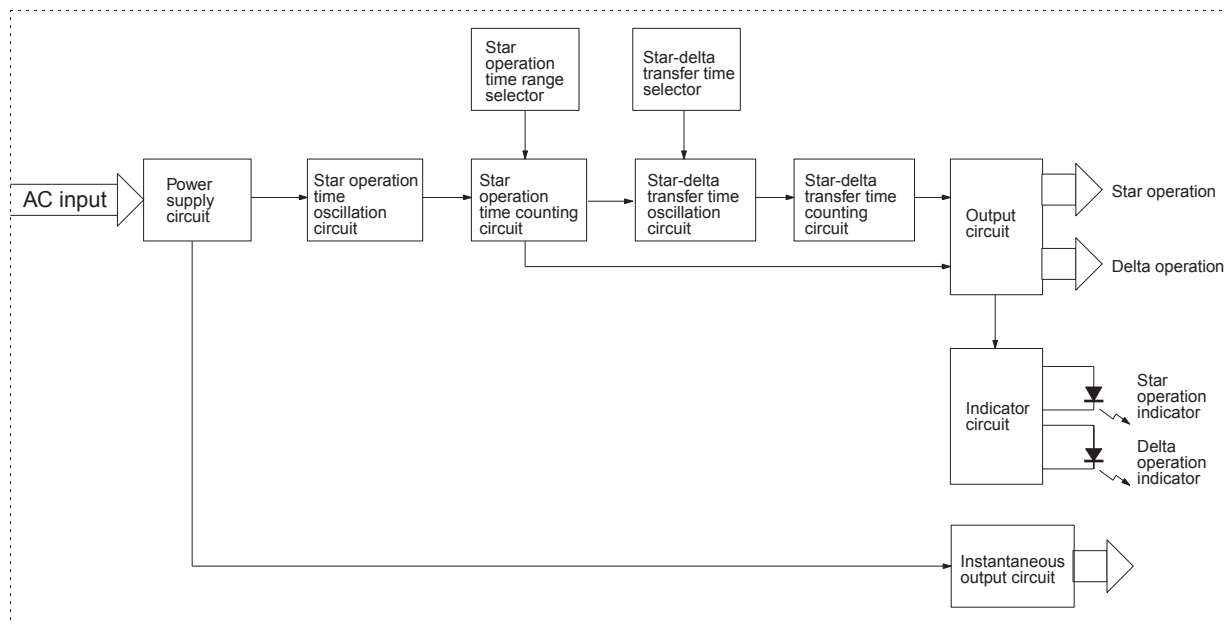 Star
operation
time range
selector
Star-delta
transfer time
selector
AC input
Power
supply
circuit
Star operation
time
oscillation
circuit
Star
operation
time counting
circuit
Star-delta
transfer time
oscillation circuit
Star-delta
transfer time
counting
circuit
Output
circuit
Star operation
Delta operation
Indicator
circuit
Star
operation
indicator
Delta
operation
indicator
Instantaneous
output circuit